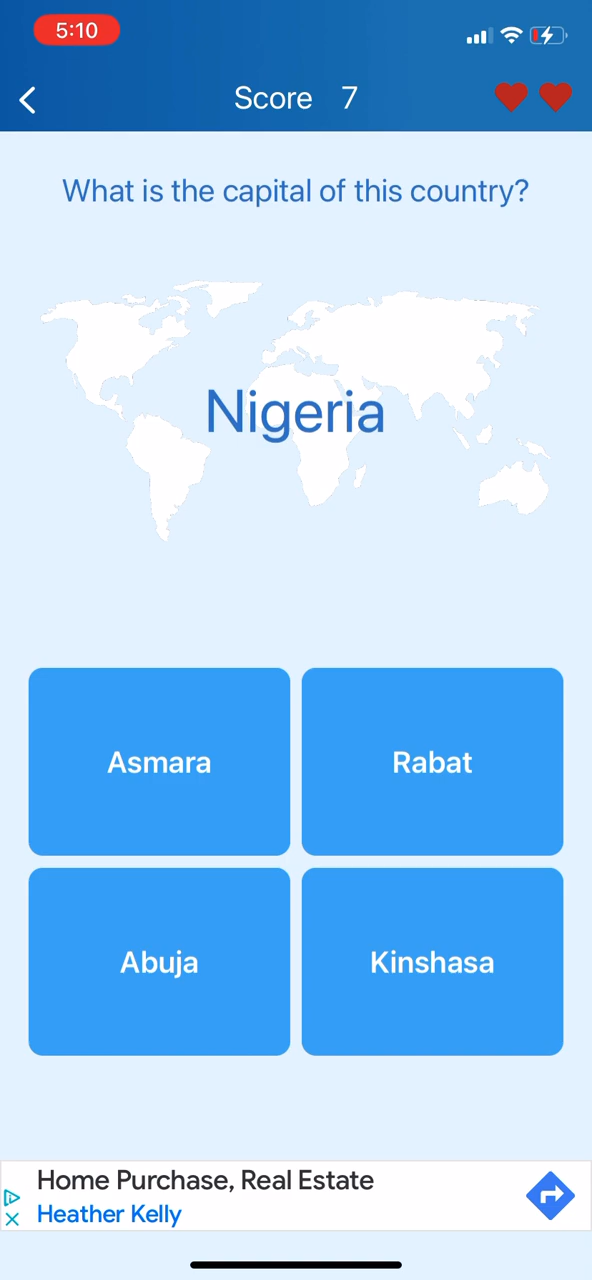 5:10
Score 7
What is the capital of this country?
Nigeria
Asmara
Rabat
Abuja
Kinshasa
Home Purchase, Real Estate
Heather Kelly